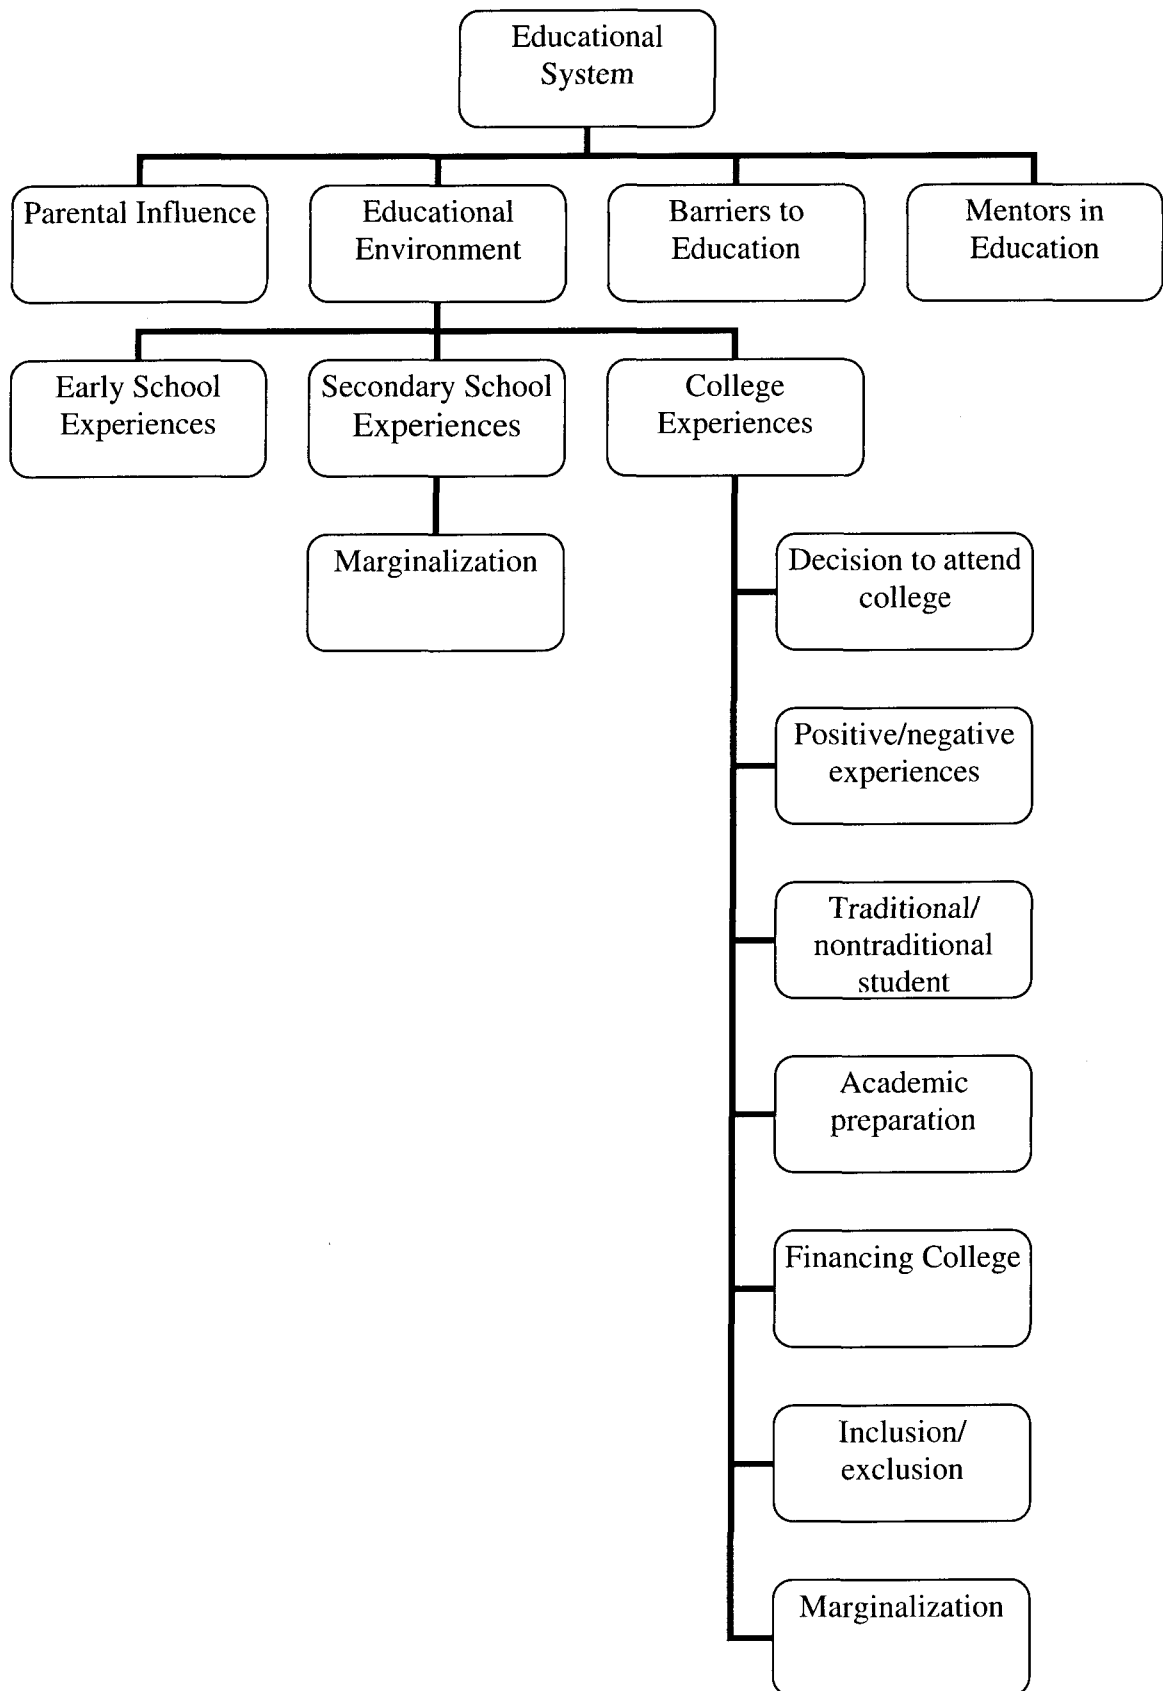 Educational
System
Parental Influence
Educational
Environment
Barriers to
Education
Mentors in
Education
Early School
Experiences
Secondary School
Experiences
College
Experiences
Marginalization
Decision to attend
college
Positive/negative
experiences
Traditional/
nontraditional
student
Academic
preparation
Financing College
Inclusion/
exclusion
Marginalization